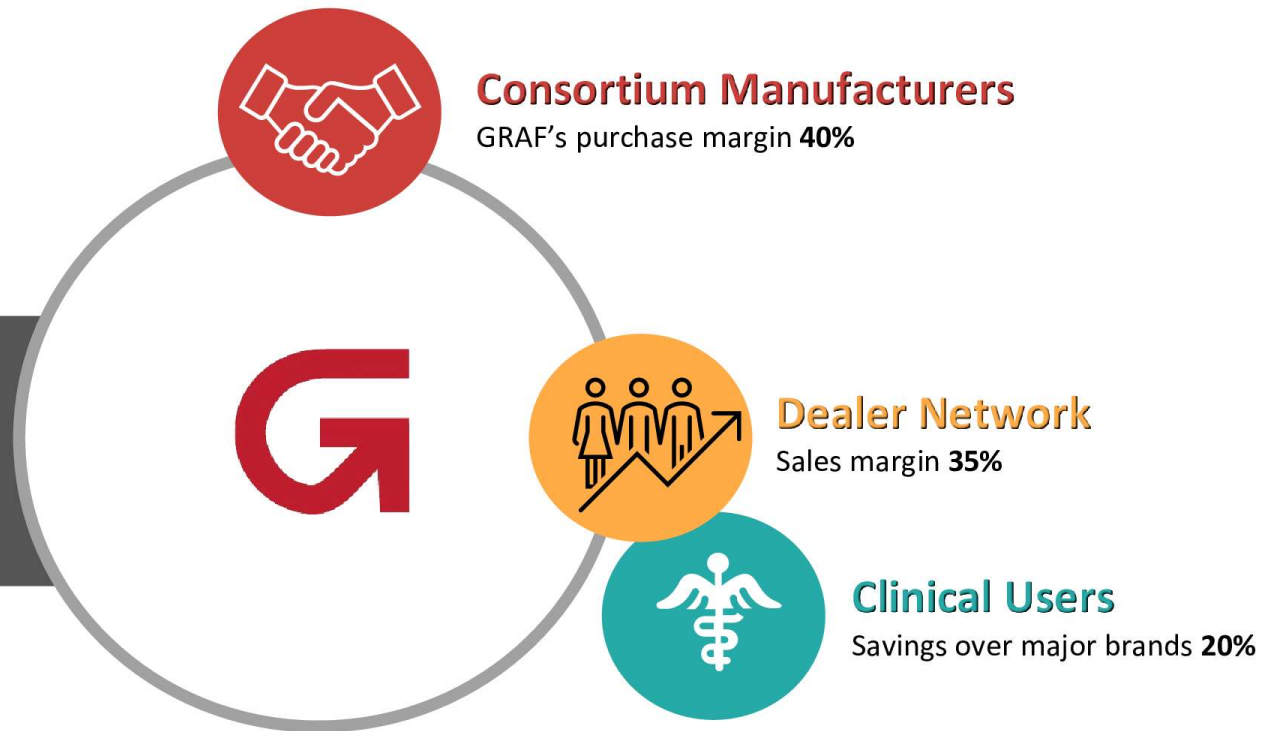 Consortium Manufacturers
GRAF’s purchase margin 40%
G
Dealer Network
Sales margin 35%
Clinical Users
Savings over major brands 20%